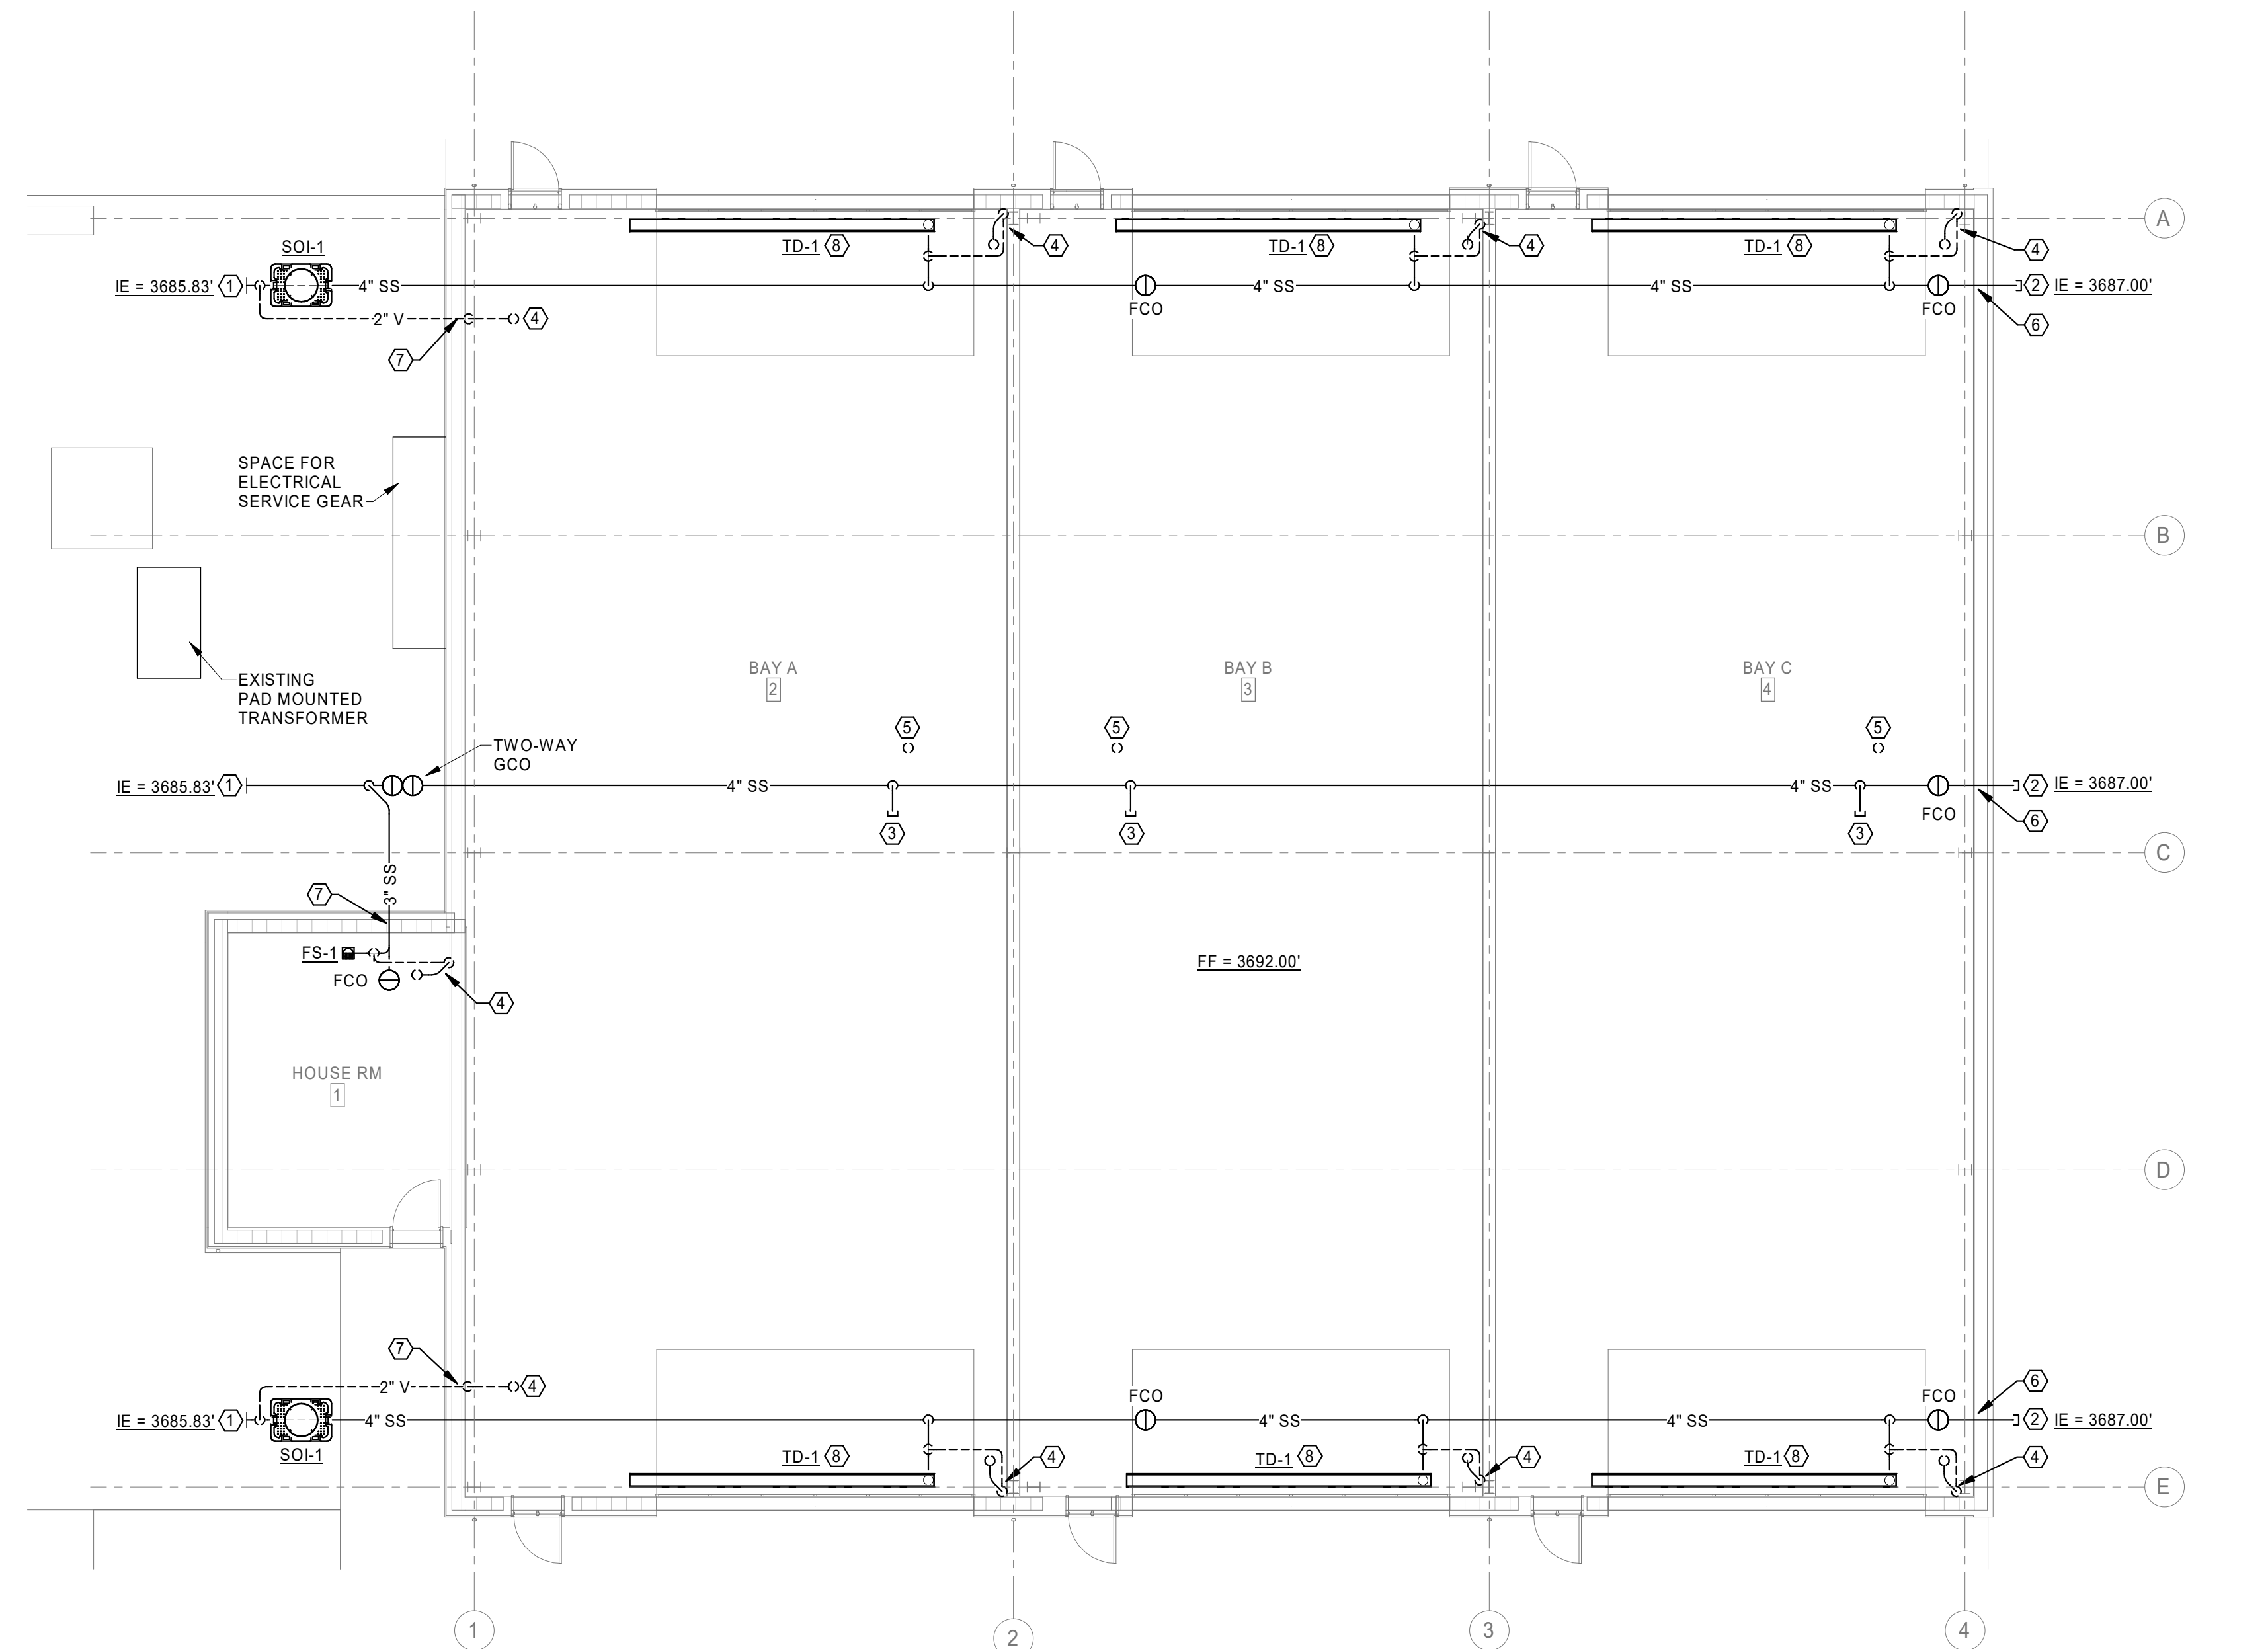 A
SOI-1
TD-1 8
4
TD-1 8
4
TD-1 8
4
IE = 3685.83' 1
4" SS
4" SS
4" SS
2 IE = 3687.00'
FCO
FCO
2" V
4
6
7
SPACE FOR
ELECTRICAL
SERVICE GEAR
B
EXISTING
PAD MOUNTED
TRANSFORMER
BAY A
2
BAY B
3
BAY C
4
5
5
5
TWO-WAY
GCO
IE = 3685.83' 1
4" SS
4" SS
2 IE = 3687.00'
FCO
6
3
3
3
C
3" SS
7
FS-1
FCO
4
FF = 3692.00'
HOUSE RM
1
D
7
2" V
4
FCO
FCO
6
IE = 3685.83' 1
4" SS
4" SS
4" SS
2 IE = 3687.00'
SOI-1
TD-1 8
4
TD-1 8
4
TD-1 8
4
E
1
2
3
4